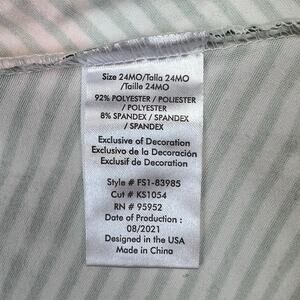 Size 24MO/Talla 24MO
/Taille 24MO
92% POLYESTER / POLIESTER
/ POLYESTER
8% SPANDEX / SPANDEX
/ SPANDEX
Exclusive of Decoration
Exclusivo de la Decoración
Exclusif de Decoration
Style # FS1-83985
Cut # KS1054
RN # 95952
Date of Production :
08/2021
Designed in the USA
Made in China